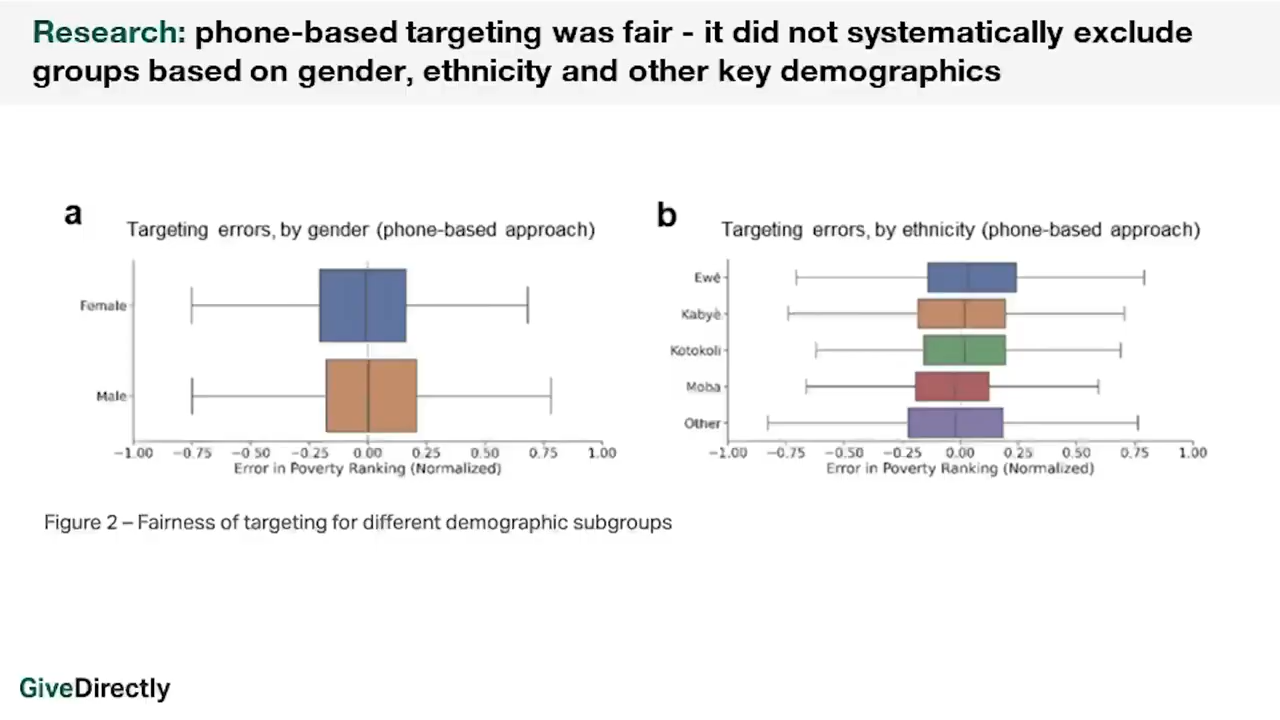 Research: phone-based targeting was fair - it did not systematically exclude
groups based on gender, ethnicity and other key demographics
a
Targeting errors, by gender (phone-based approach)
Female
Male
−1.00 −0.75 −0.50 −0.25 0.00 0.25 0.50 0.75 1.00
Error in Poverty Ranking (Normalized)
b
Targeting errors, by ethnicity (phone-based approach)
Ewé
Kabyè
Kotokoli
Moba
Other
−1.00 −0.75 −0.50 −0.25 0.00 0.25 0.50 0.75 1.00
Error in Poverty Ranking (Normalized)
Figure 2 – Fairness of targeting for different demographic subgroups
GiveDirectly